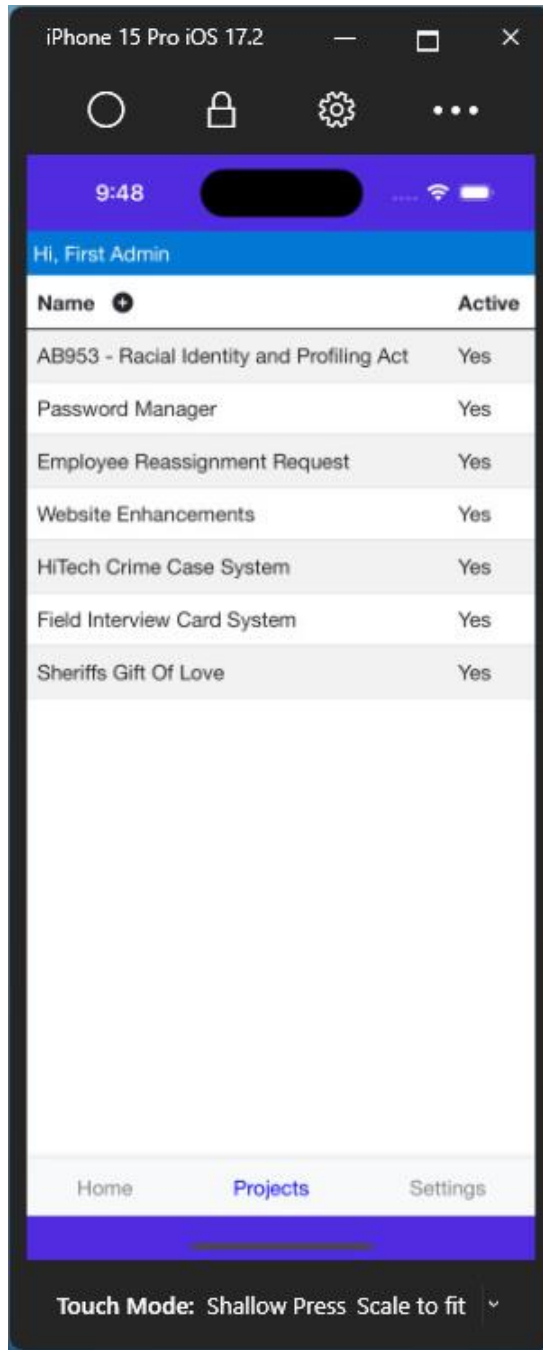 iPhone 15 Pro iOS 17.2
9:48
Hi, First Admin
Name Active
AB953 - Racial Identity and Profiling Act Yes
Password Manager Yes
Employee Reassignment Request Yes
Website Enhancements Yes
HiTech Crime Case System Yes
Field Interview Card System Yes
Sheriffs Gift Of Love Yes
Home Projects Settings
Touch Mode: Shallow Press Scale to fit